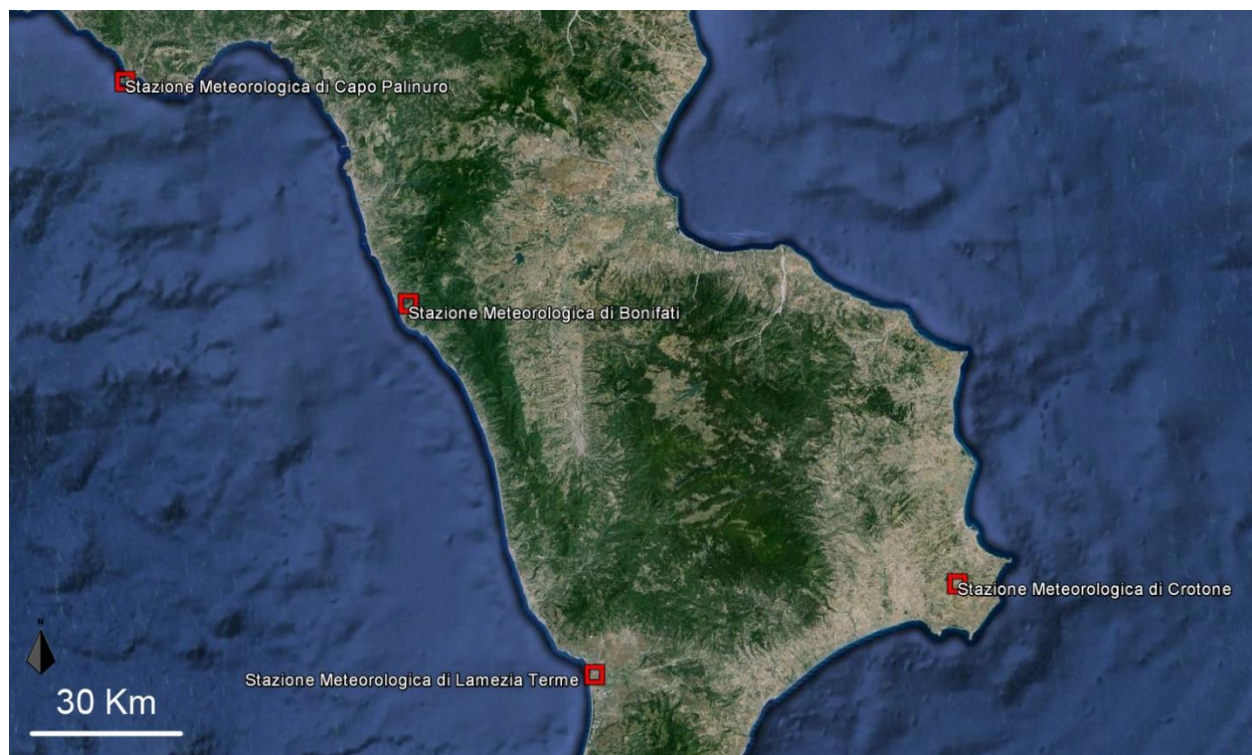 Stazione Meteorologica di Capo Palinuro
Stazione Meteorologica di Bonifati
Stazione Meteorologica di Crotone
N
Stazione Meteorologica di Lamezia Terme
30 Km